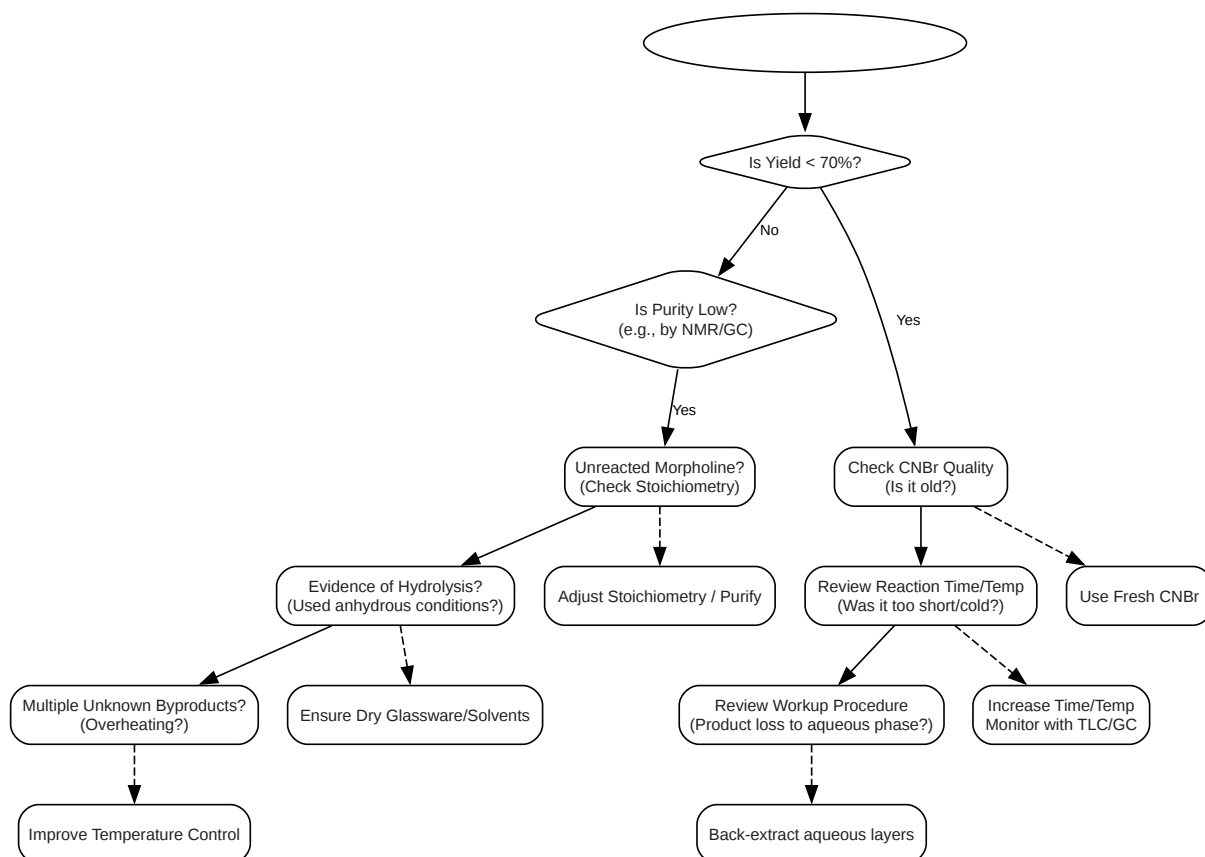 Is Yield < 70%?
No
Is Purity Low?
(e.g., by NMR/GC)
Yes
Yes
Unreacted Morpholine?
(Check Stoichiometry)
Check CNBr Quality
(Is it old?)
Evidence of Hydrolysis?
(Used anhydrous conditions?)
Adjust Stoichiometry / Purify
Review Reaction Time/Temp
(Was it too short/cold?)
Use Fresh CNBr
Multiple Unknown Byproducts?
(Overheating?)
Ensure Dry Glassware/Solvents
Review Workup Procedure
(Product loss to aqueous phase?)
Increase Time/Temp
Monitor with TLC/GC
Improve Temperature Control
Back-extract aqueous layers